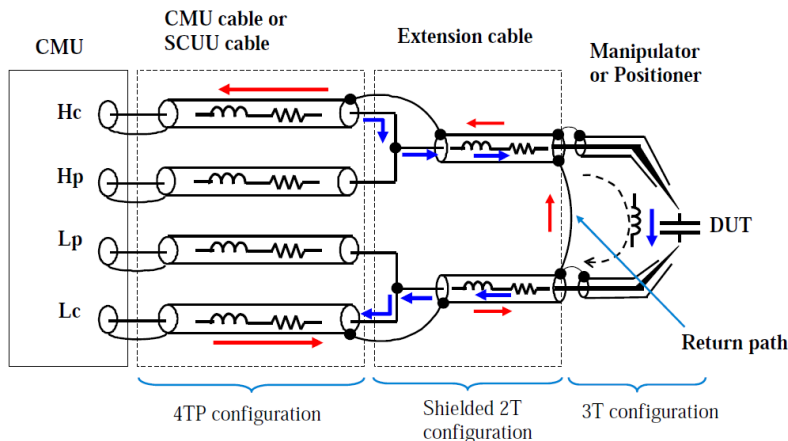 CMU
CMU cable or
SCUU cable
Extension cable
Manipulator
or Positioner
Hc
Hp
Lp
Lc
DUT
Return path
4TP configuration
Shielded 2T
configuration
3T configuration